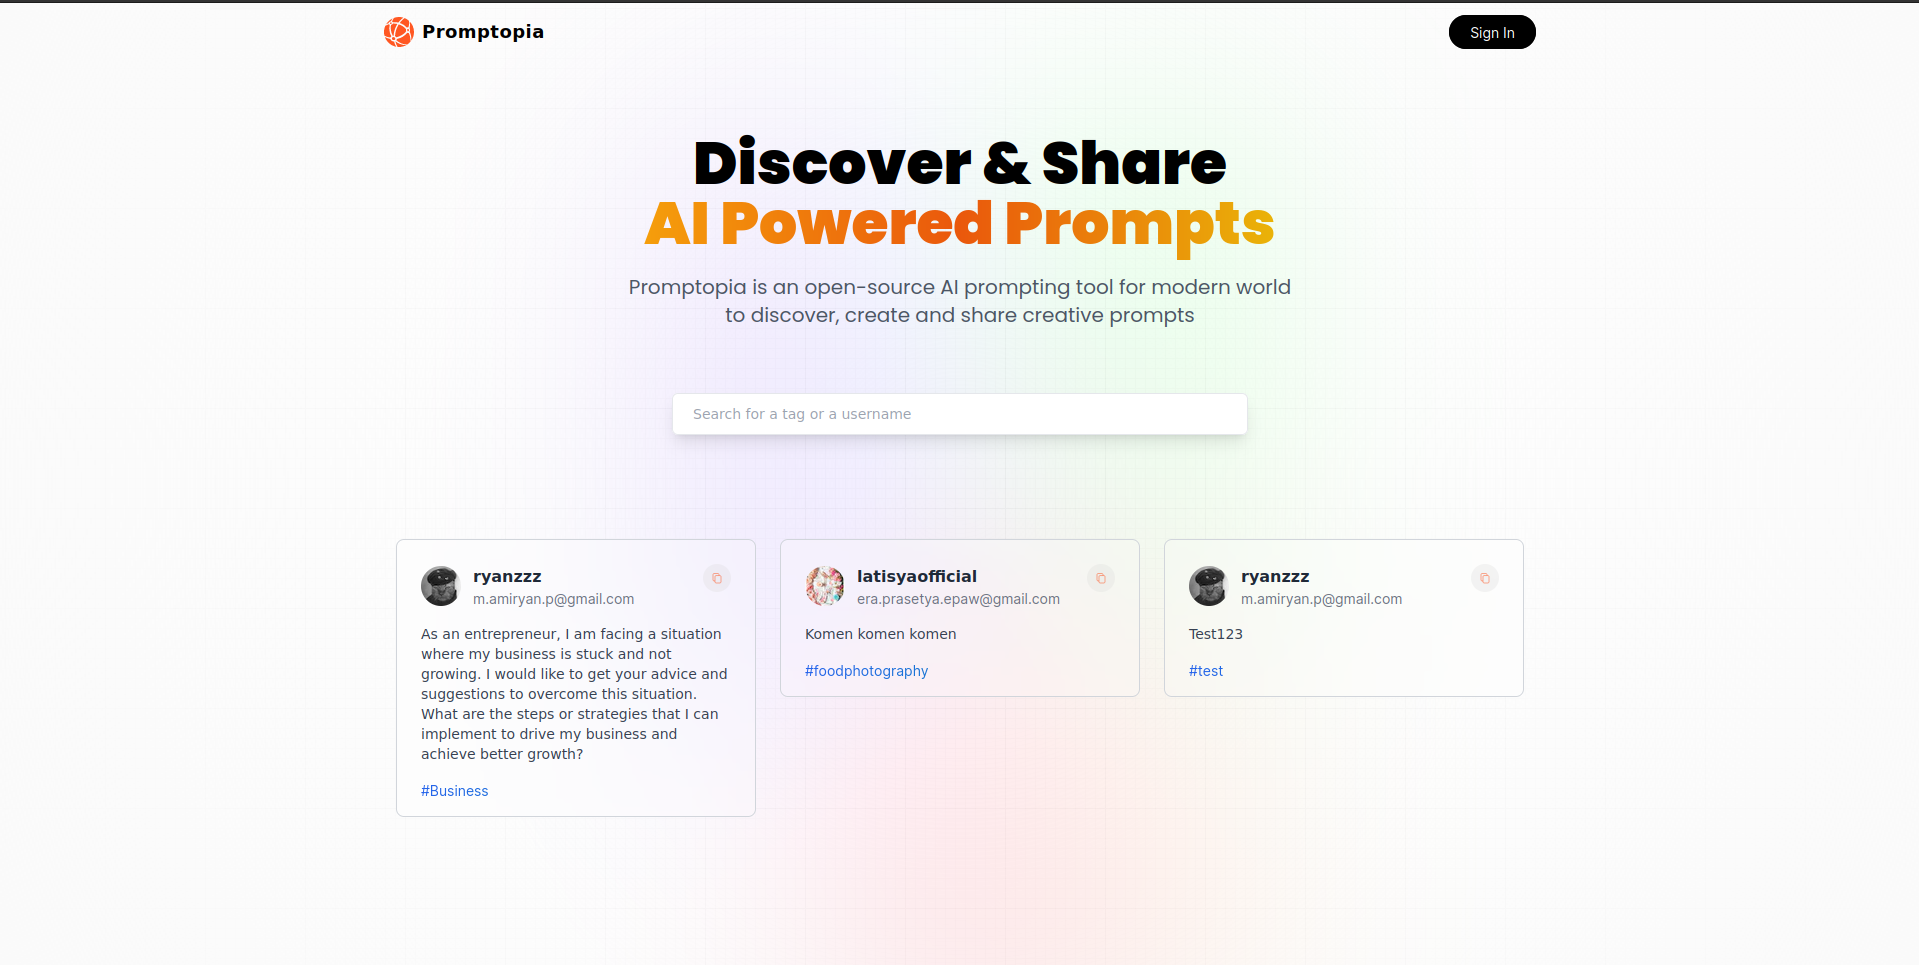 Promptopia
Sign In
Discover & Share
AI Powered Prompts
Promptopia is an open-source AI prompting tool for modern world
to discover, create and share creative prompts
Search for a tag or a username
ryanzzz
m.amiryan.p@gmail.com
As an entrepreneur, I am facing a situation
where my business is stuck and not
growing. I would like to get your advice and
suggestions to overcome this situation.
What are the steps or strategies that I can
implement to drive my business and
achieve better growth?
#Business
latisyaofficial
era.prasetya.epaw@gmail.com
Komen komen komen
#foodphotography
ryanzzz
m.amiryan.p@gmail.com
Test123
#test